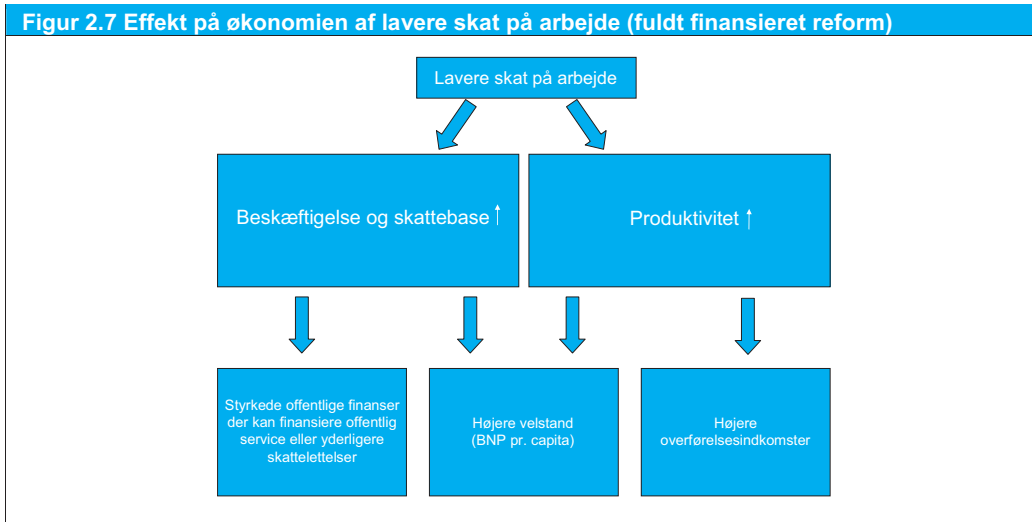 Figur 2.7 Effekt på økonomien af lavere skat på arbejde (fuldt finansieret reform)
Lavere skat på arbejde
Beskæftigelse og skattebase ↑
Produktivitet ↑
Styrkede offentlige finanser
der kan finansiere offentlig
service eller yderligere
skattelettelser
Højere velstand
(BNP pr. capita)
Højere
overførelsesindkomster